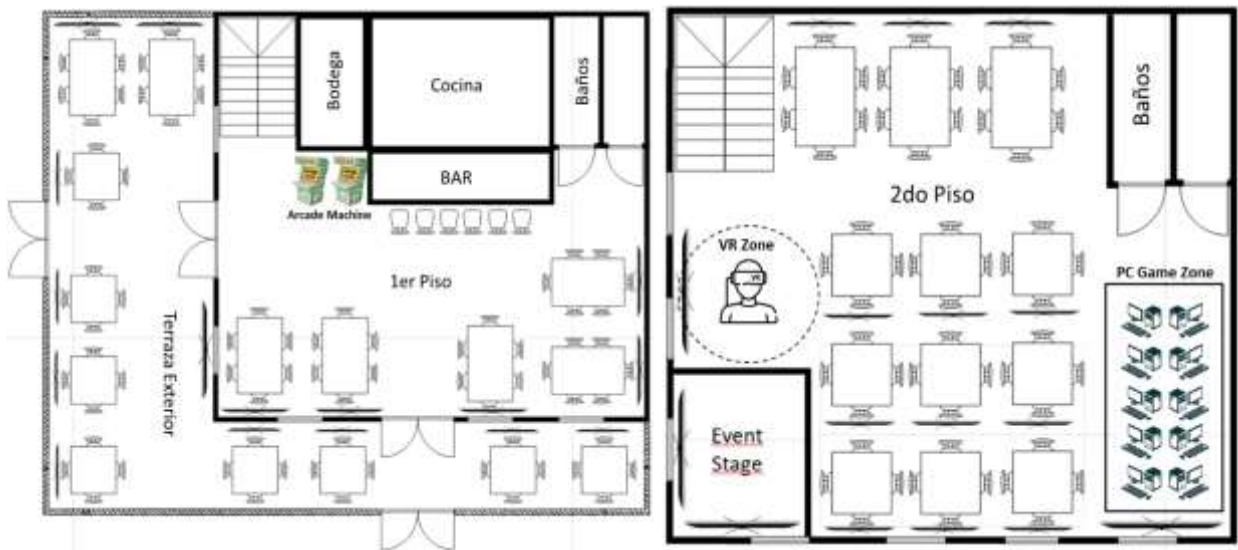 Bodega
Cocina
Baños
BAR
Arcade Machine
1er Piso
Terraza Exterior
Baños
2do Piso
VR Zone
VR
PC Game Zone
Event
Stage